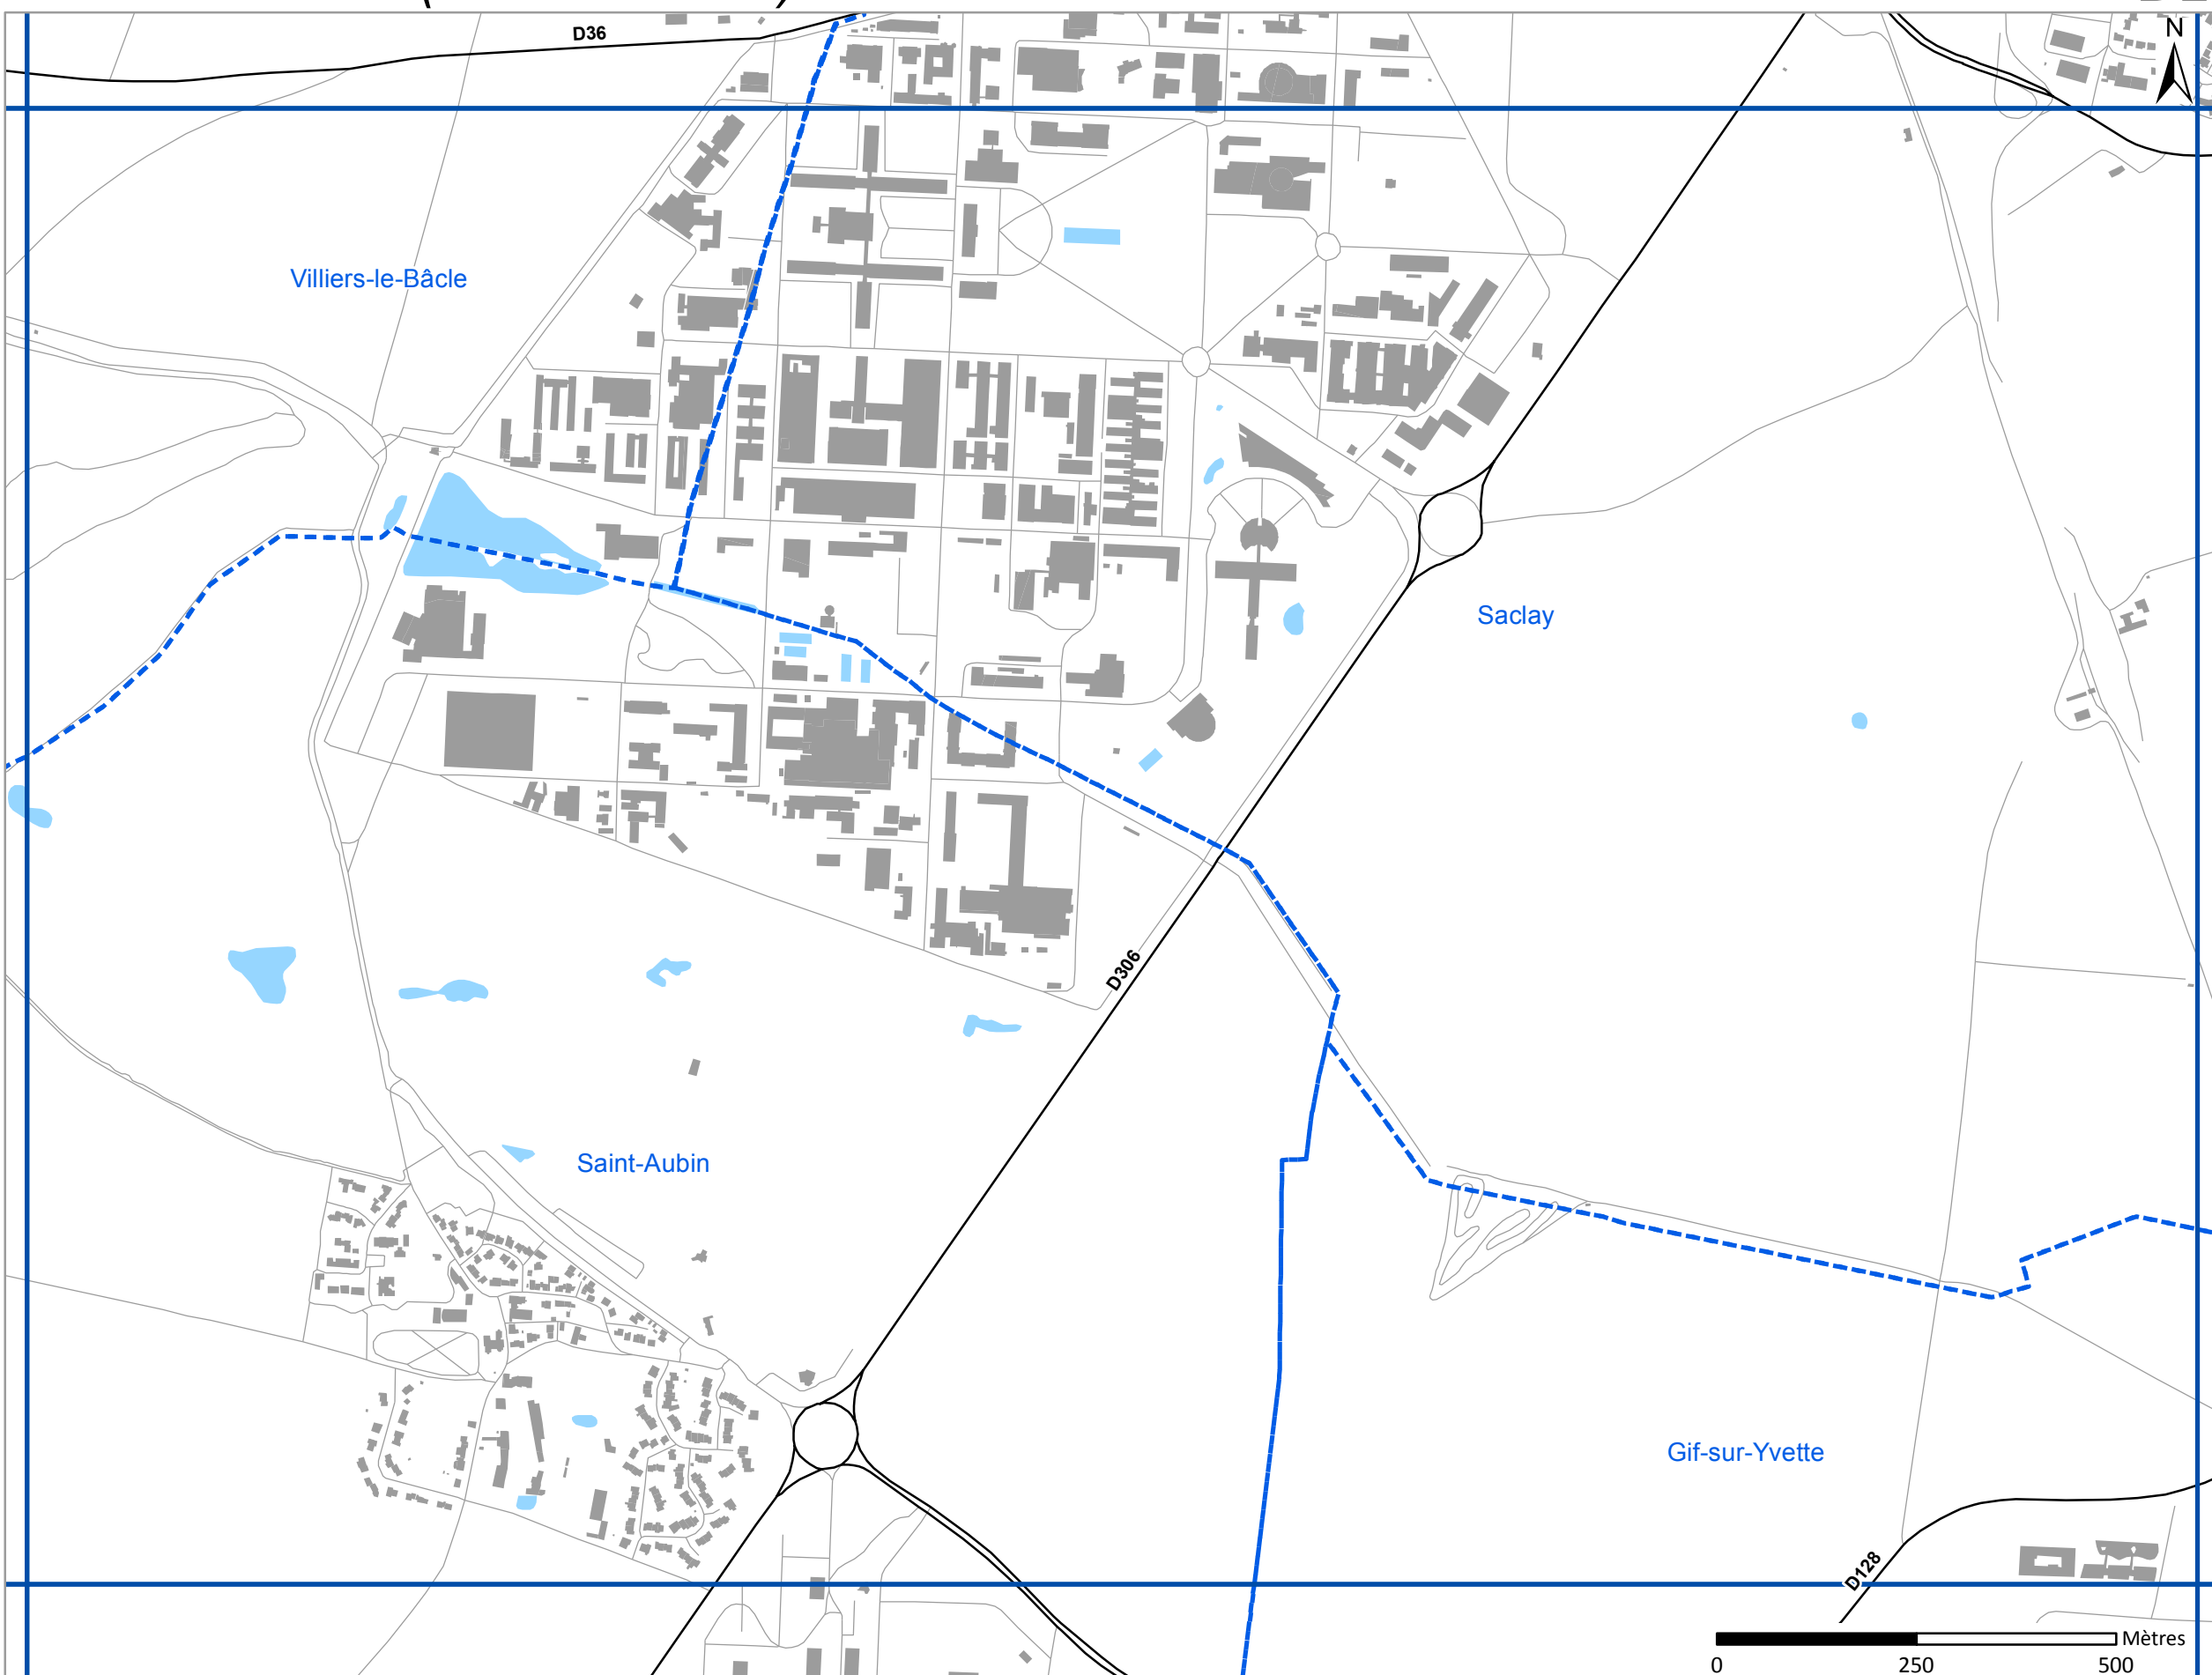 D36
N
Villiers-le-Bâcle
Saclay
D306
Saint-Aubin
Gif-sur-Yvette
D128
Mètres
0 250 500